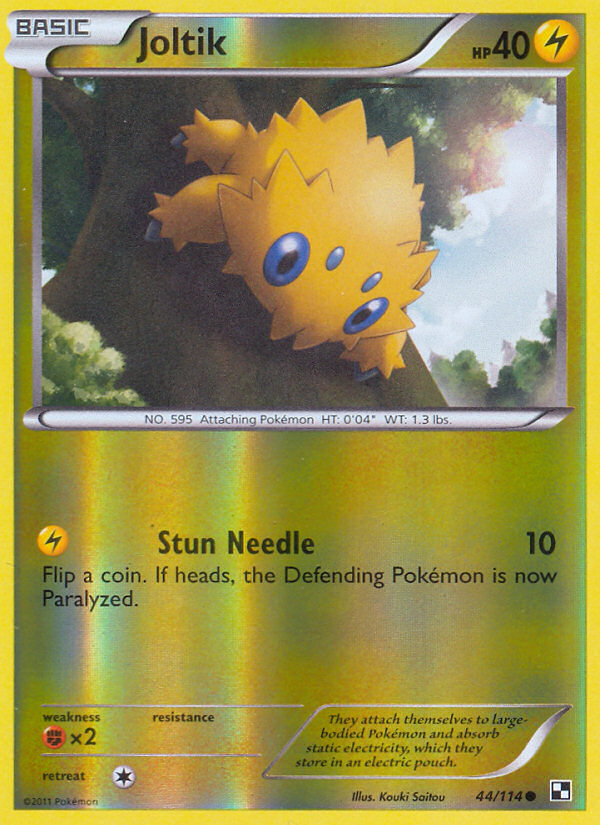 BASIC
Joltik
HP40
NO. 595 Attaching Pokémon HT: 0'04" WT: 1.3 lbs.
Stun Needle 10
Flip a coin. If heads, the Defending Pokémon is now
Paralyzed.
weakness resistance
×2
retreat
They attach themselves to large-
bodied Pokémon and absorb
static electricity, which they
store in an electric pouch.
©2011 Pokémon
Illus. Kouki Saitou 44/114